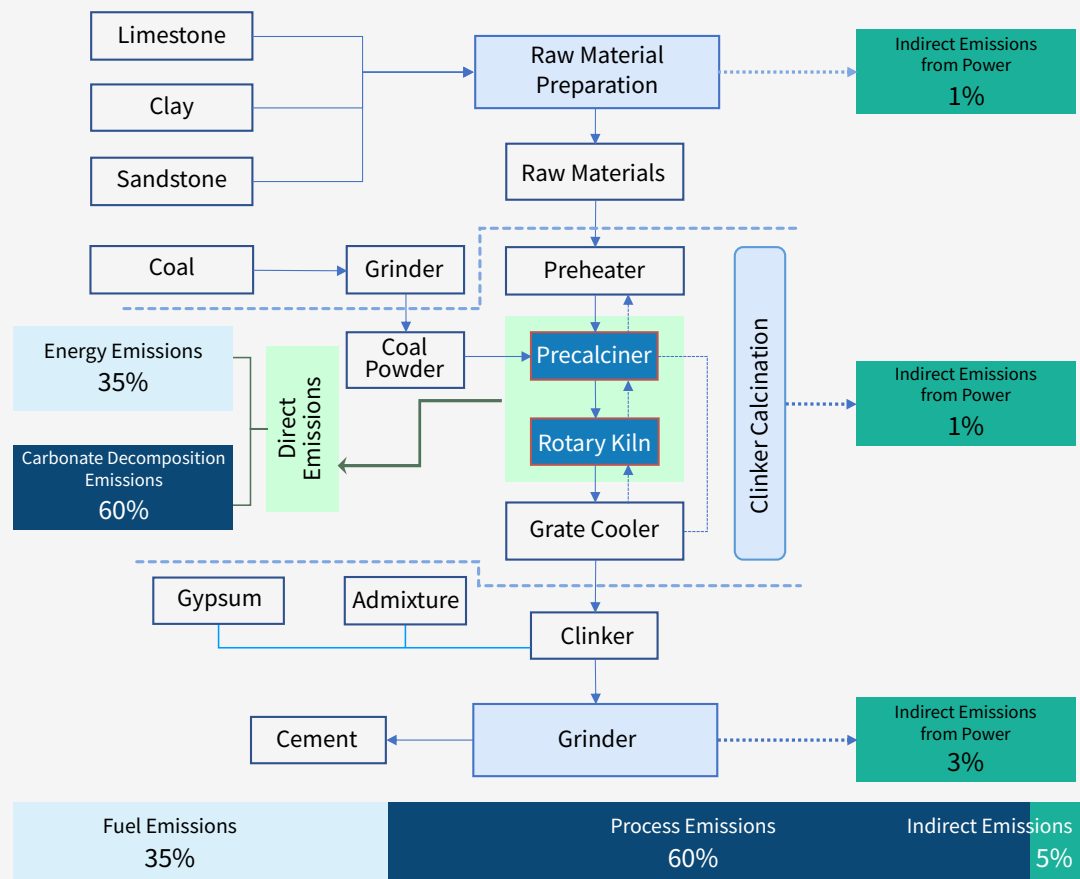 Limestone
Clay
Sandstone
Raw Material
Preparation
Indirect Emissions
from Power
1%
Raw Materials
Coal
Grinder
Preheater
Coal
Powder
Precalciner
Rotary Kiln
Grate Cooler
Clinker Calcination
Indirect Emissions
from Power
1%
Energy Emissions
35%
Carbonate Decomposition
Emissions
60%
Direct
Emissions
Gypsum
Admixture
Clinker
Cement
Grinder
Indirect Emissions
from Power
3%
Fuel Emissions
35%
Process Emissions
60%
Indirect Emissions
5%